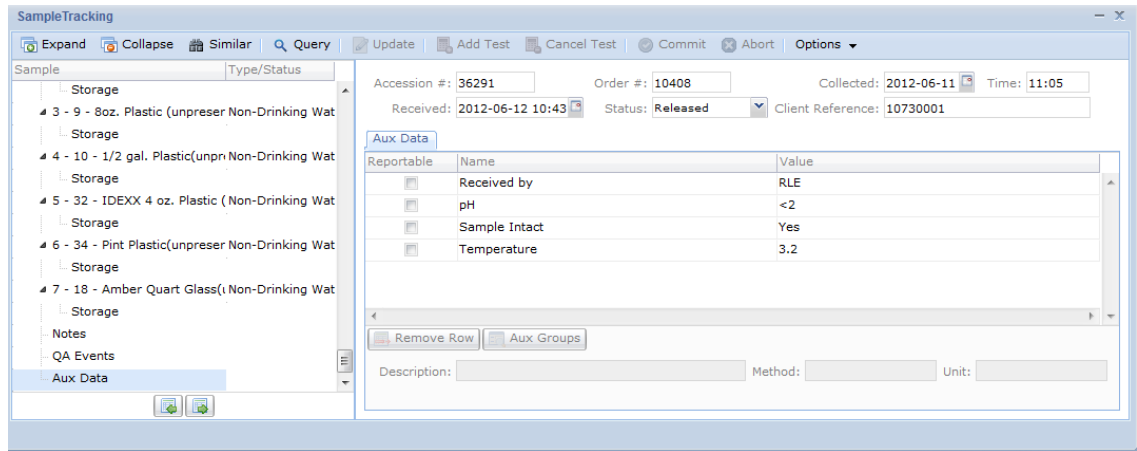 SampleTracking
Expand Collapse Similar Query Update Add Test Cancel Test Commit Abort Options
Sample Type/Status
Storage
3 - 9 - 8oz. Plastic (unpreser Non-Drinking Wat
Storage
4 - 10 - 1/2 gal. Plastic(unpr Non-Drinking Wat
Storage
5 - 32 - IDEXX 4 oz. Plastic ( Non-Drinking Wat
Storage
6 - 34 - Pint Plastic(unpreser Non-Drinking Wat
Storage
7 - 18 - Amber Quart Glass(u Non-Drinking Wat
Storage
Notes
QA Events
Aux Data
Accession #: 36291 Order #: 10408 Collected: 2012-06-11 Time: 11:05
Received: 2012-06-12 10:43 Status: Released Client Reference: 10730001
Aux Data
Reportable Name Value
Received by RLE
pH <2
Sample Intact Yes
Temperature 3.2
Remove Row Aux Groups
Description: Method: Unit: